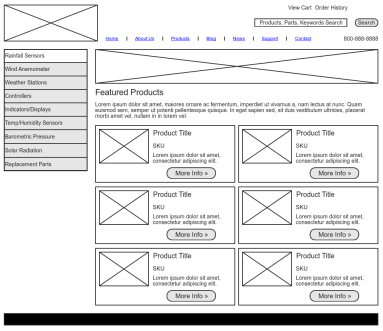 View Cart Order History
Products, Parts, Keywords Search Search
Home | About Us | Products | Blog | News | Support | Contact 800-888-8888
Rainfall Sensors
Wind Anemometer
Weather Stations
Controllers
Indicators/Displays
Temp/Humidity Sensors
Barometric Pressure
Solar Radiation
Replacement Parts
Featured Products
Lorem ipsum dolor sit amet, maiores ornare ac fermentum, imperdiet ut vivamus a, nam lectus at nunc. Quam
euismod sem, semper ut potenti pellentesque quisque. In eget sapien sed, sit duis vestibulum ultricies, placerat
morbi amet vel, nullam in in lorem vel.
Product Title
SKU
Lorem ipsum dolor sit amet,
consectetur adipiscing elit.
More Info »
Product Title
SKU
Lorem ipsum dolor sit amet,
consectetur adipiscing elit.
More Info »
Product Title
SKU
Lorem ipsum dolor sit amet,
consectetur adipiscing elit.
More Info »
Product Title
SKU
Lorem ipsum dolor sit amet,
consectetur adipiscing elit.
More Info »
Product Title
SKU
Lorem ipsum dolor sit amet,
consectetur adipiscing elit.
More Info »
Product Title
SKU
Lorem ipsum dolor sit amet,
consectetur adipiscing elit.
More Info »